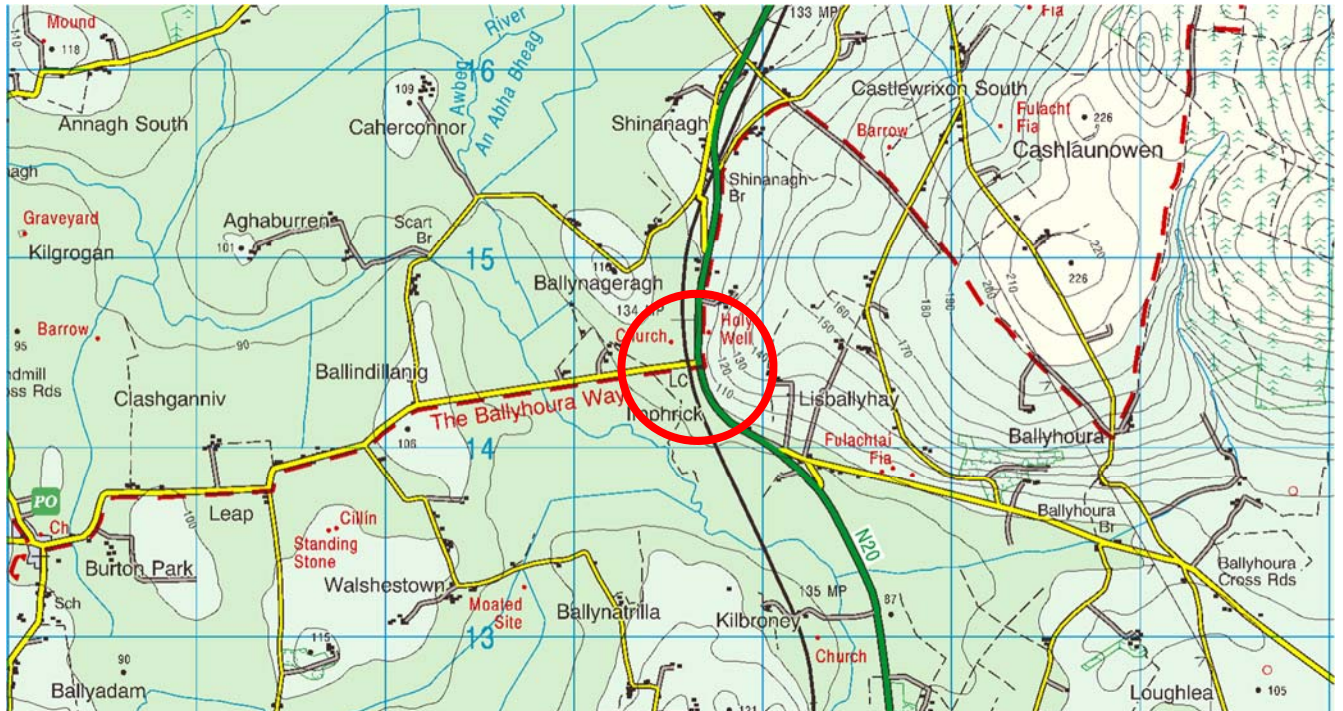 Mound
118
110
Annagh South
109
Caherconnor
River
Awbeg
An Abha Bheag
133 MP
Fia
16
Shinanagh
Castlewrixon South
Barrow
Fulacht
Fia
226
Cashlaunowen
Graveyard
Kilgrogan
Aghaburren
101
Scart
Br
Shinanagh
Br
15
116
Ballynageragh
134 MP
220
226
210
200
190
180
Barrow
95
90
Church
Holy
Well
160
150
140
130
120
110
170
oss Rds
Clashganniv
Ballindillanig
The Ballyhoura Way
LC
Lisballyhay
106
14
Fulachtaí
Fia
Ballyhoura
PO
Ch
Leap
100
Cillín
Standing
Stone
Burton Park
N20
Ballyhoura
Br
Sch
Walshestown
Moated
Site
Ballynatrilla
Kilbroney
135 MP
87
Ballyhoura
Cross Rds
115
13
Church
90
Ballyadam
121
Loughlea
105